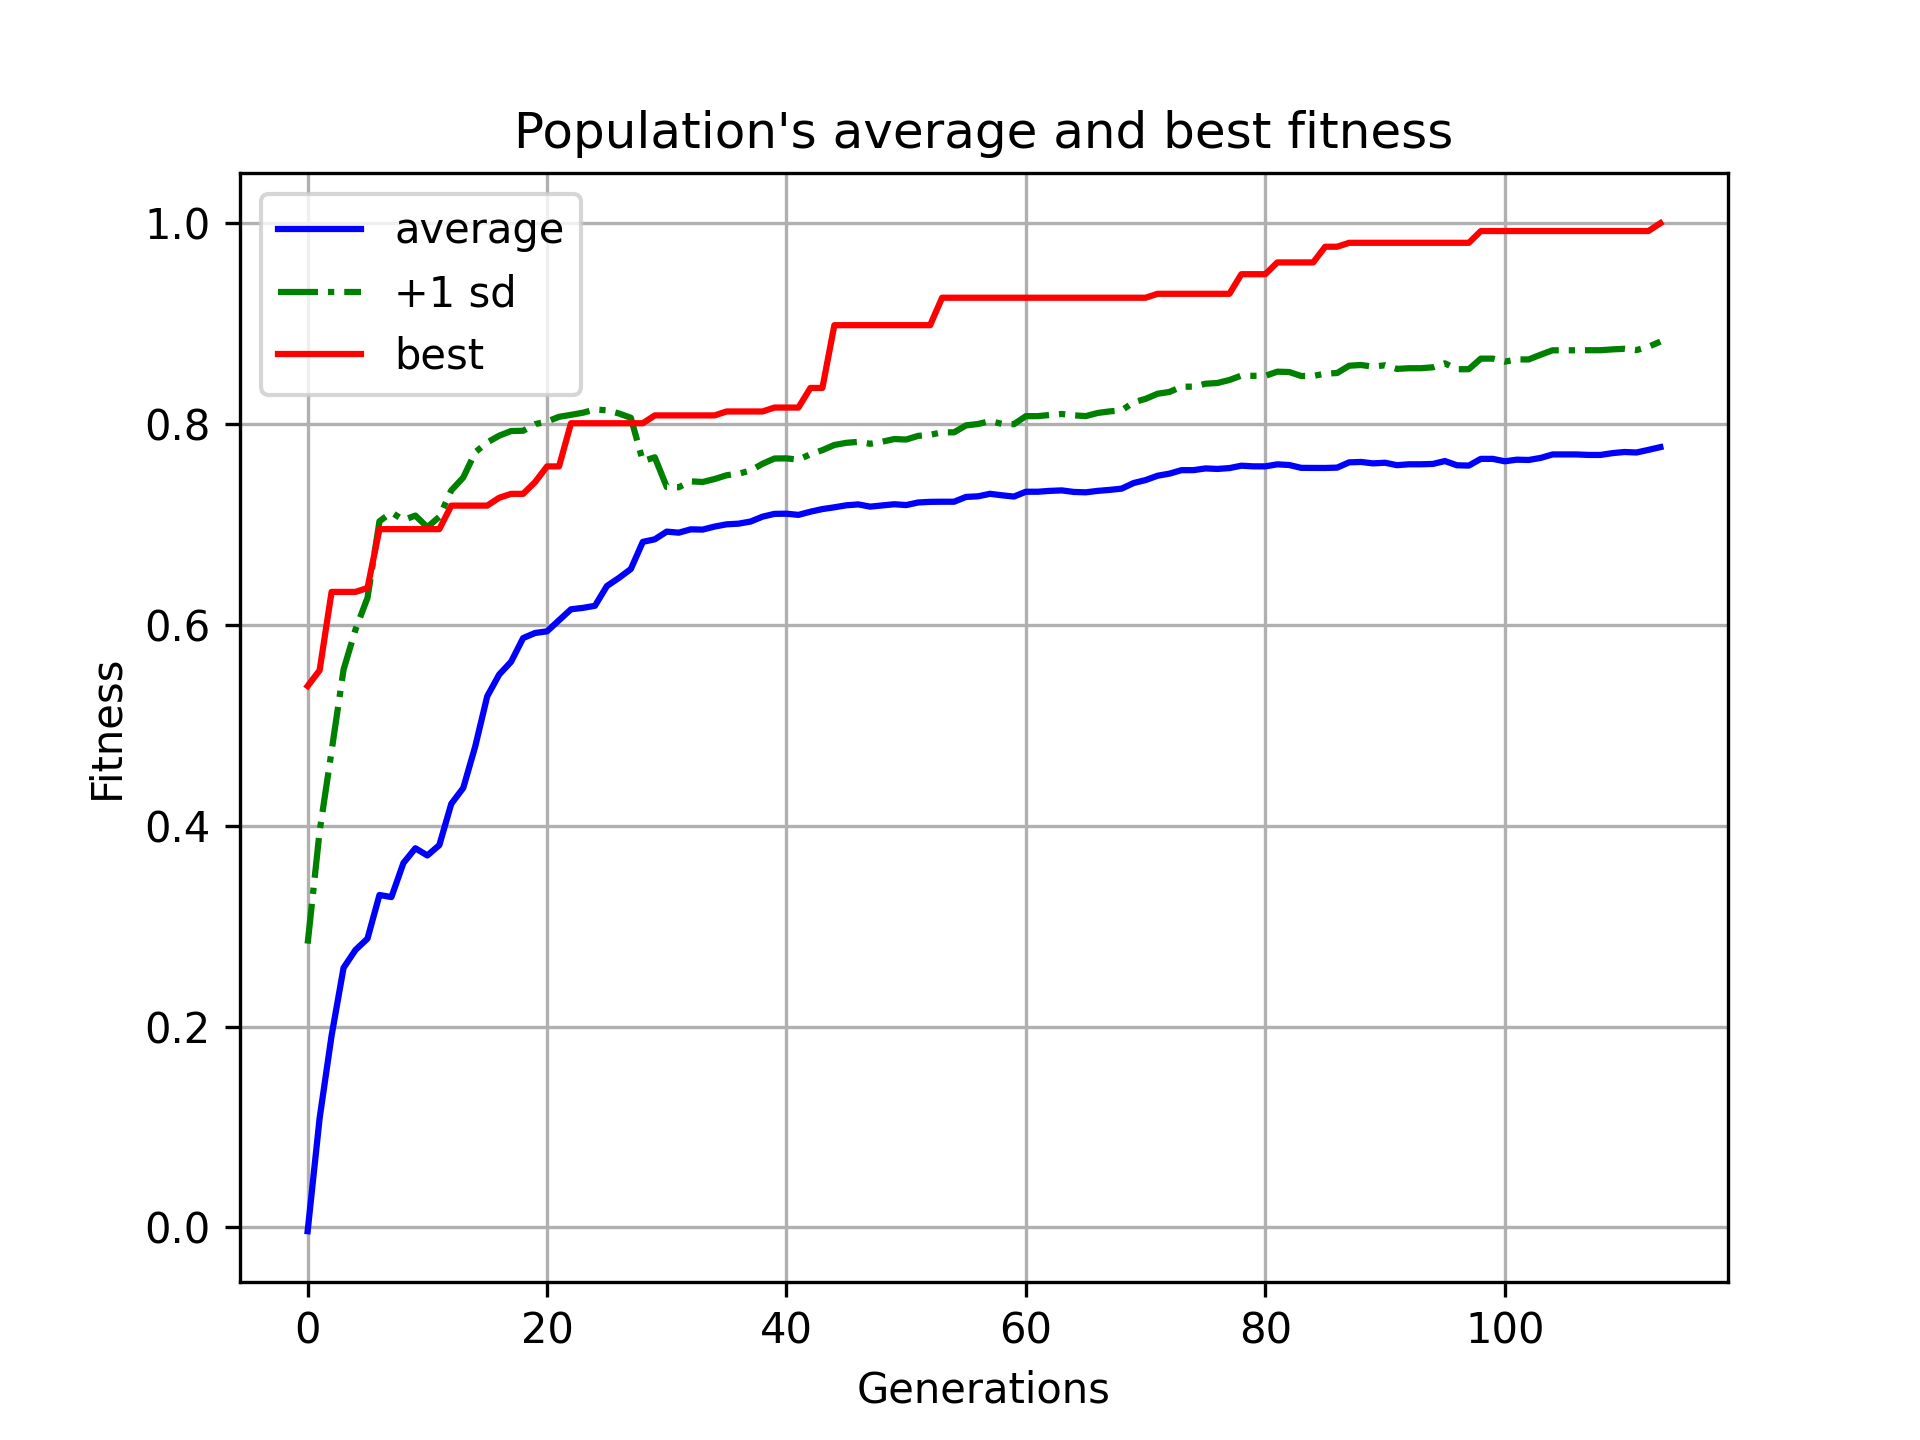 Population's average and best fitness
average
+1 sd
best
1.0
0.8
0.6
0.4
0.2
0.0
Fitness
0 20 40 60 80 100
Generations